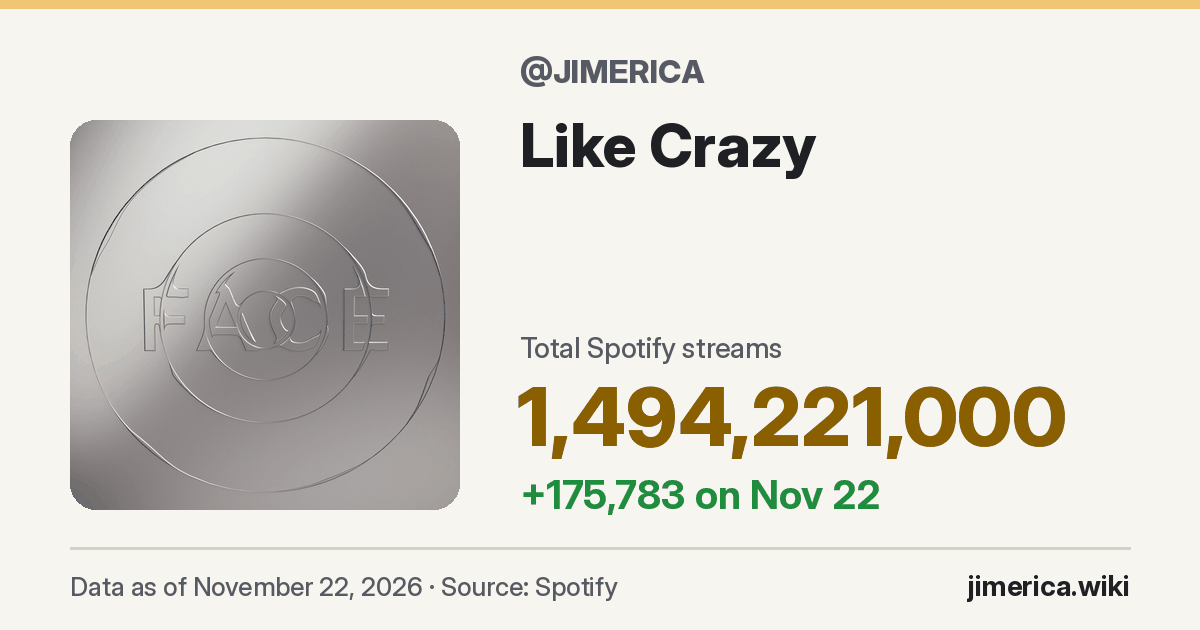 @JIMERICA
Like Crazy
FACE
Total Spotify streams
1,494,221,000
+175,783 on Nov 22
Data as of November 22, 2026 · Source: Spotify
jimerica.wiki